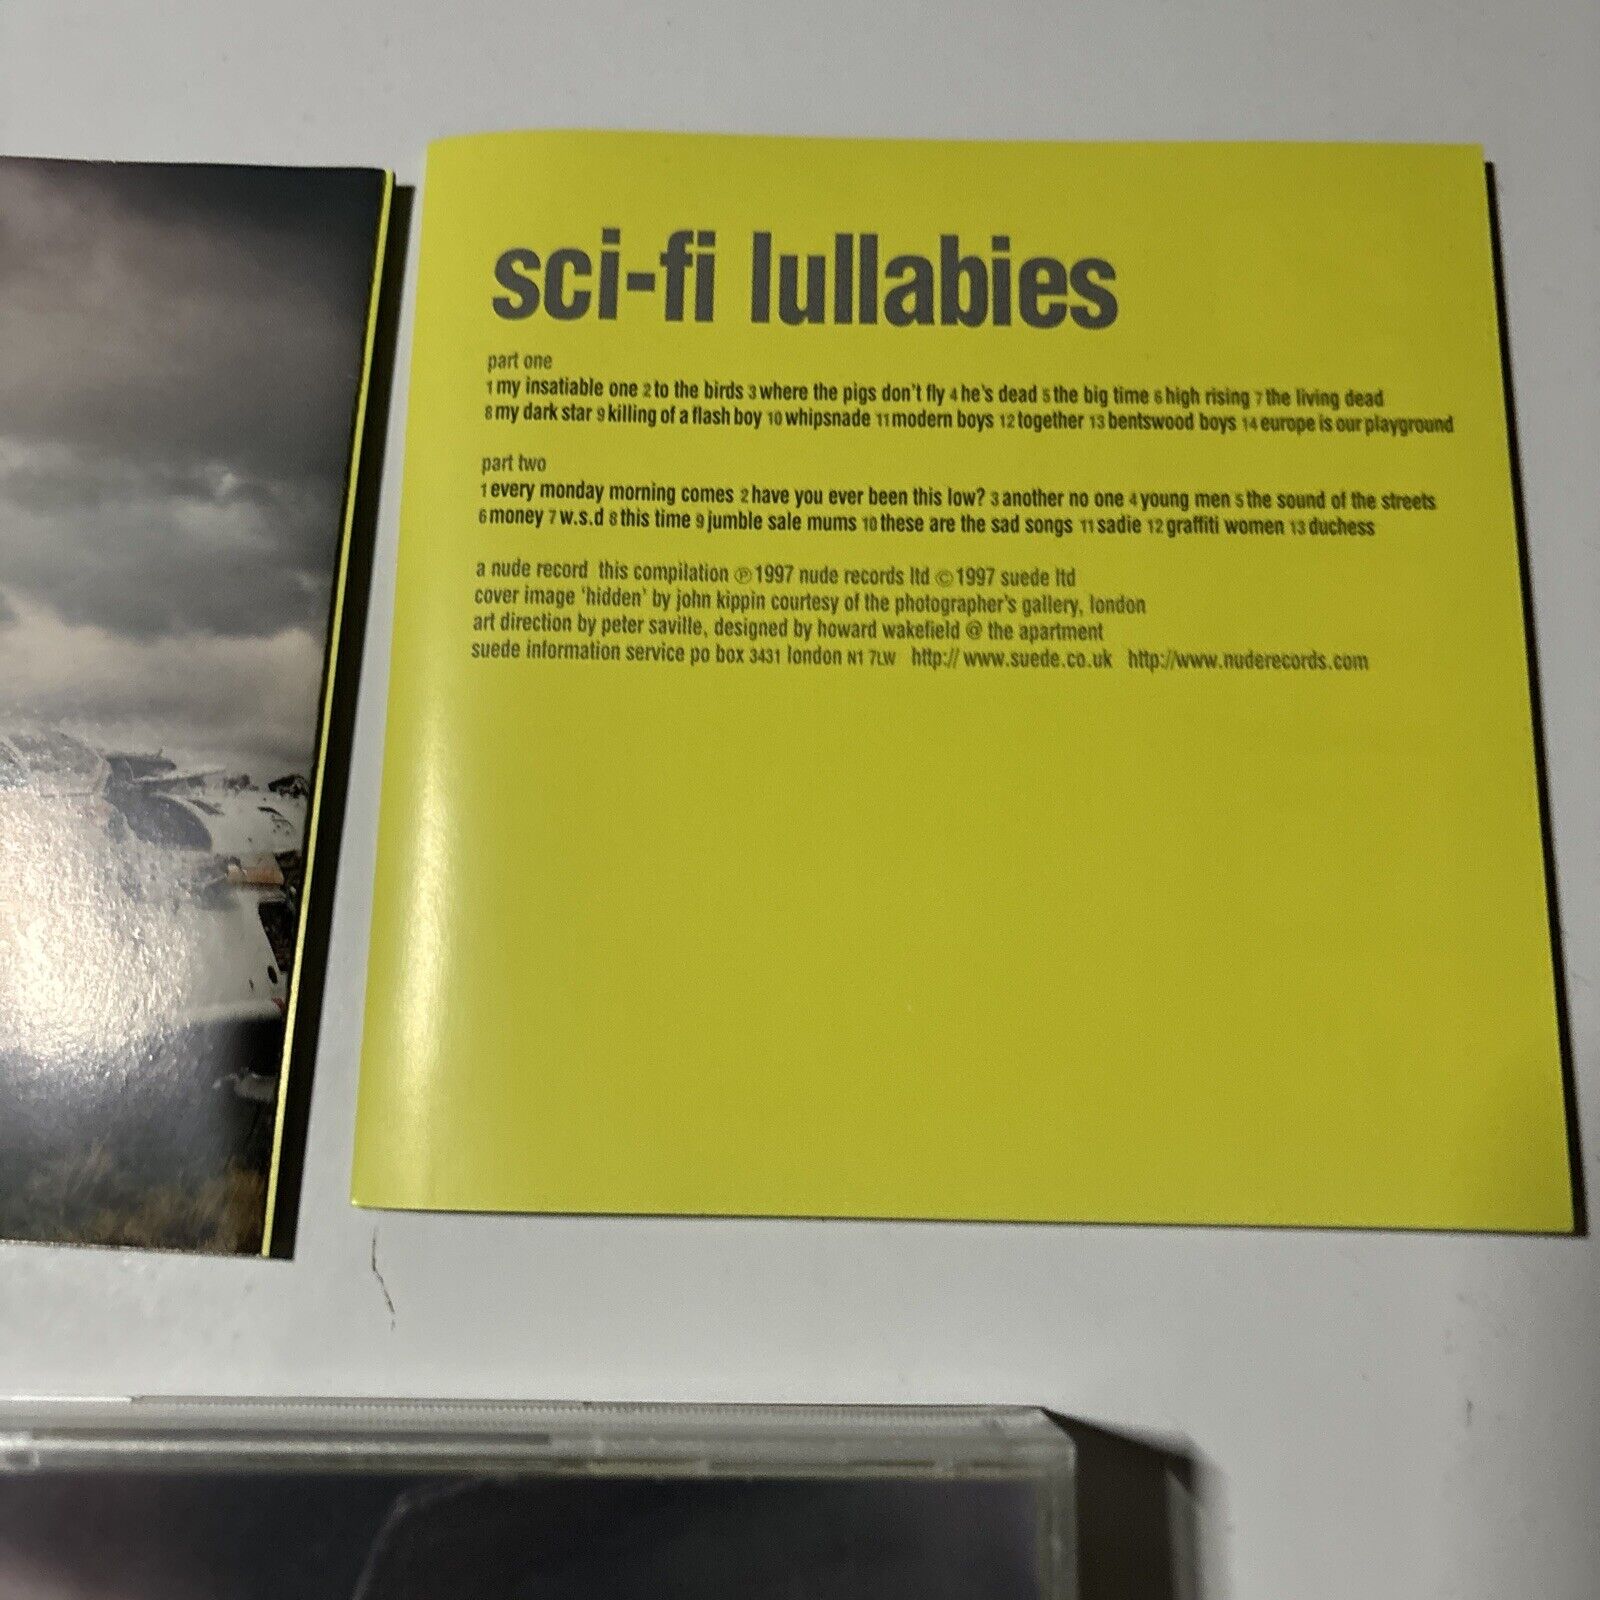 sci-fi lullabies
part one
1 my insatiable one 2 to the birds 3 where the pigs don't fly 4 he's dead 5 the big time 6 high rising 7 the living dead
8 my dark star 9 killing of a flash boy 10 whipsnade 11 modern boys 12 together 13 bentswood boys 14 europe is our playground
part two
1 every monday morning comes 2 have you ever been this low? 3 another no one 4 young men 5 the sound of the streets
6 money 7 w.s.d 8 this time 9 jumble sale mums 10 these are the sad songs 11 sadie 12 graffiti women 13 duchess
a nude record this compilation ℗ 1997 nude records ltd © 1997 suede ltd
cover image 'hidden' by john kippin courtesy of the photographer's gallery, london
art direction by peter saville, designed by howard wakefield @ the apartment
suede information service po box 3431 london N1 7LW http:// www.suede.co.uk http://www.nuderecords.com